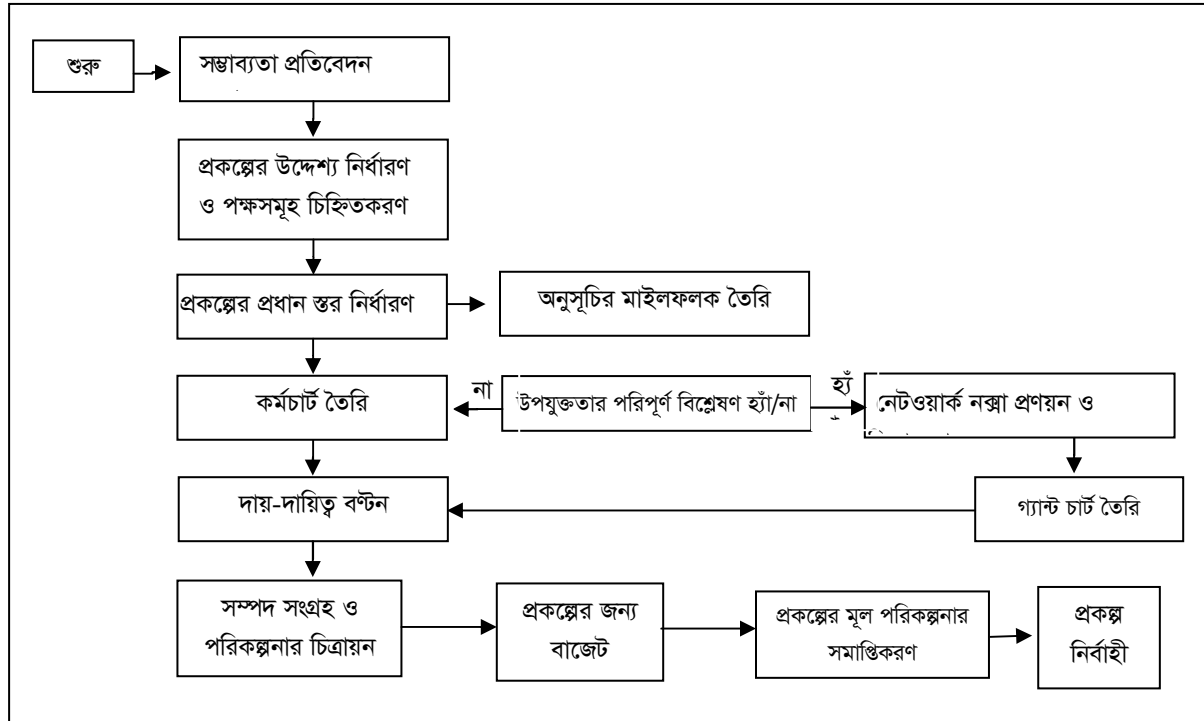 শুরু
সম্ভাব্যতা প্রতিবেদন
প্রকল্পের উদ্দেশ্য নির্ধারণ
ও পক্ষসমূহ চিহ্নিতকরণ
প্রকল্পের প্রধান স্তর নির্ধারণ
অনুসূচির মাইলফলক তৈরি
কর্মচার্ট তৈরি
না
উপযুক্ততার পরিপূর্ণ বিশ্লেষণ হ্যাঁ/না
হ্যঁ
নেটওয়ার্ক নক্সা প্রণয়ন ও
দায়-দায়িত্ব বণ্টন
গ্যান্ট চার্ট তৈরি
সম্পদ সংগ্রহ ও
পরিকল্পনার চিত্রায়ন
প্রকল্পের জন্য
বাজেট
প্রকল্পের মূল পরিকল্পনার
সমাপ্তিকরণ
প্রকল্প
নির্বাহী